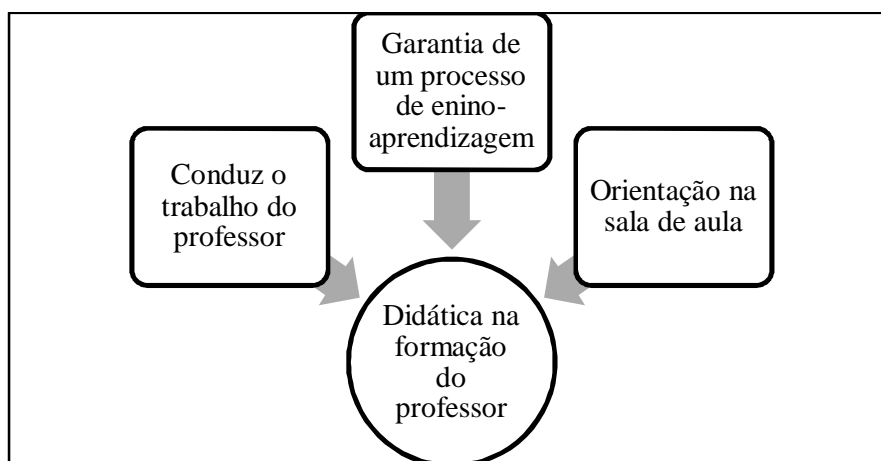 Garantia de
um processo
de enino-
aprendizagem
Conduz o
trabalho do
professor
Orientação na
sala de aula
Didática na
formação
do
professor